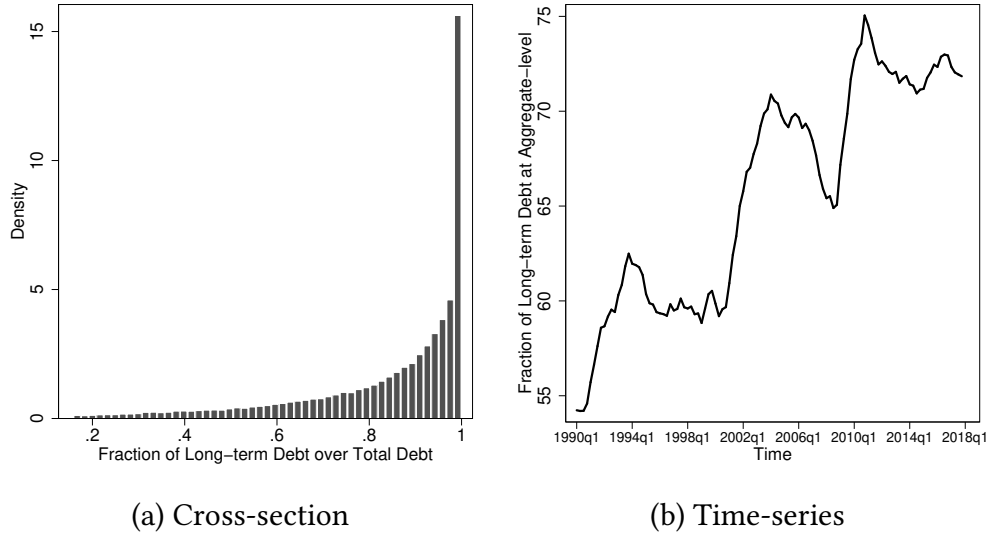 Density
0
5
10
15
.2 .4 .6 .8 1
Fraction of Long−term Debt over Total Debt
(a) Cross-section
Fraction of Long−term Debt at Aggregate−level
55
60
65
70
75
1990q1 1994q1 1998q1 2002q1 2006q1 2010q1 2014q1 2018q1
Time
(b) Time-series